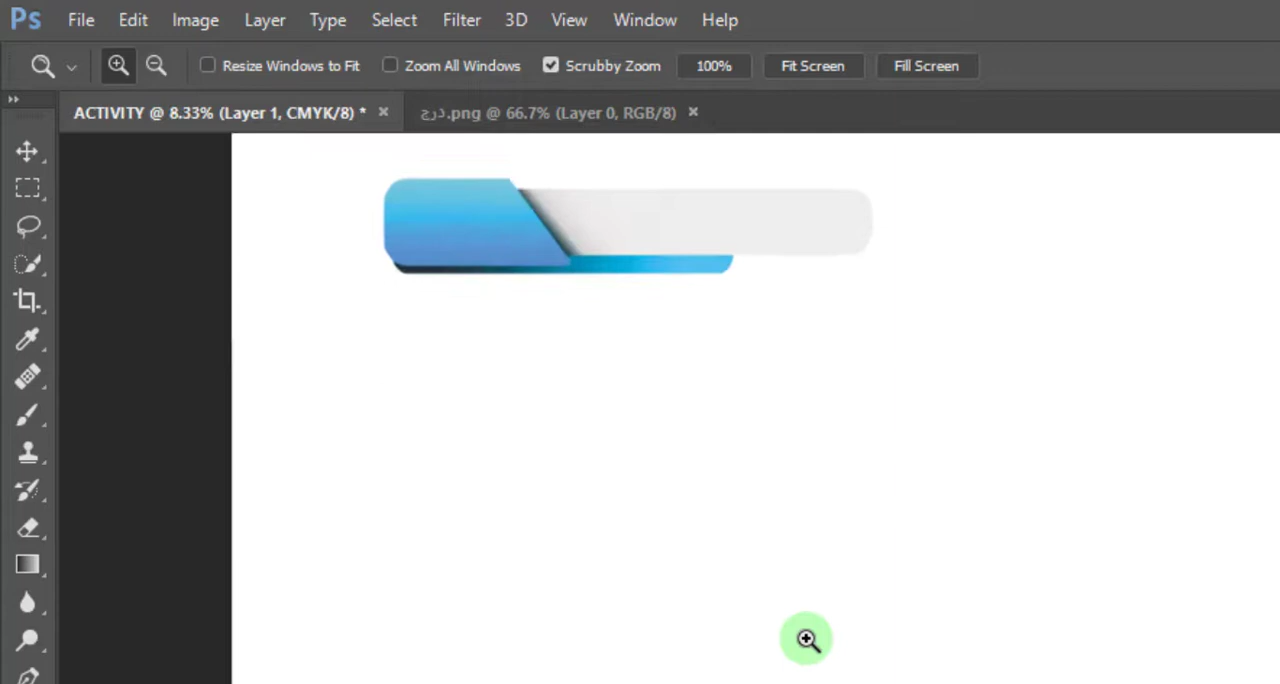 Ps File Edit Image Layer Type Select Filter 3D View Window Help
Resize Windows to Fit Zoom All Windows Scrubby Zoom 100% Fit Screen Fill Screen
ACTIVITY @ 8.33% (Layer 1, CMYK/8) * × درج.png @ 66.7% (Layer 0, RGB/8) ×